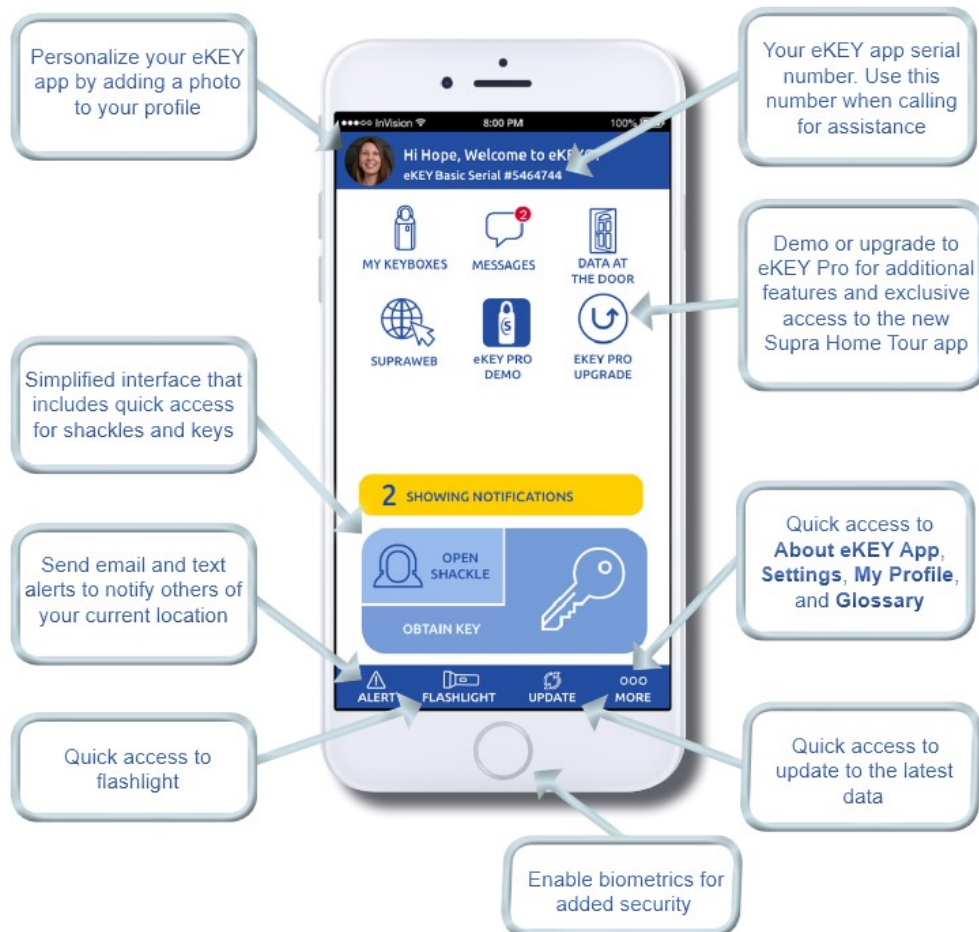 Personalize your eKEY
app by adding a photo
to your profile
Your eKEY app serial
number. Use this
number when calling
for assistance
InVision
8:00 PM
100%
Hi Hope, Welcome to
eKEY Basic Serial #5464744
MY KEYBOXES
2
MESSAGES
DATA AT
THE DOOR
SUPRAWEB
S
eKEY PRO
DEMO
EKEY PRO
UPGRADE
Demo or upgrade to
eKEY Pro for additional
features and exclusive
access to the new
Supra Home Tour app
Simplified interface that
includes quick access
for shackles and keys
2 SHOWING NOTIFICATIONS
OPEN
SHACKLE
OBTAIN KEY
Send email and text
alerts to notify others of
your current location
Quick access to
About eKEY App,
Settings, My Profile,
and Glossary
ALERT
FLASHLIGHT
UPDATE
MORE
Quick access to
flashlight
Quick access to
update to the latest
data
Enable biometrics for
added security